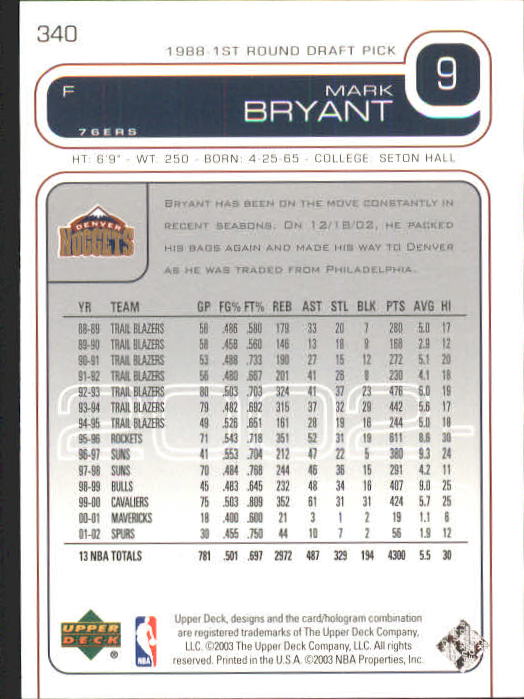 340
1988-1ST ROUND DRAFT PICK
9
F
MARK
BRYANT
76ERS
HT: 6'9" - WT: 250 - BORN: 4-25-65 - COLLEGE: SETON HALL
DENVER
NUGGETS
BRYANT HAS BEEN ON THE MOVE CONSTANTLY IN
RECENT SEASONS. ON 12/18/02, HE PACKED
HIS BAGS AGAIN AND MADE HIS WAY TO DENVER
AS HE WAS TRADED FROM PHILADELPHIA.
YR TEAM GP FG% FT% REB AST STL BLK PTS AVG HI
88-89 TRAIL BLAZERS 56 .486 .580 179 33 20 7 280 5.0 17
89-90 TRAIL BLAZERS 58 .458 .560 146 13 18 9 168 2.9 12
90-91 TRAIL BLAZERS 53 .488 .733 190 27 15 12 272 5.1 20
91-92 TRAIL BLAZERS 56 .480 .667 201 41 26 8 230 4.1 18
92-93 TRAIL BLAZERS 80 .503 .703 324 41 37 23 476 6.0 19
93-94 TRAIL BLAZERS 79 .482 .692 315 37 32 29 442 5.6 17
94-95 TRAIL BLAZERS 49 .526 .651 161 28 19 16 244 5.0 18
95-96 ROCKETS 71 .543 .718 351 52 31 19 611 8.6 30
96-97 SUNS 41 .553 .704 212 47 22 5 380 9.3 24
97-98 SUNS 70 .484 .768 244 46 36 15 291 4.2 11
98-99 BULLS 45 .483 .645 232 48 34 16 407 9.0 25
99-00 CAVALIERS 75 .503 .809 352 61 31 31 424 5.7 25
00-01 MAVERICKS 18 .400 .600 21 3 1 2 19 1.1 6
01-02 SPURS 30 .455 .750 44 10 7 2 56 1.9 12
13 NBA TOTALS 781 .501 .697 2972 487 329 194 4300 5.5 30
2002-
UPPER
DECK
®
NBA
Upper Deck, designs and the card/hologram combination
are registered trademarks of The Upper Deck Company,
LLC. ©2003 The Upper Deck Company, LLC. All rights
reserved. Printed in the U.S.A. ©2003 NBA Properties, Inc.